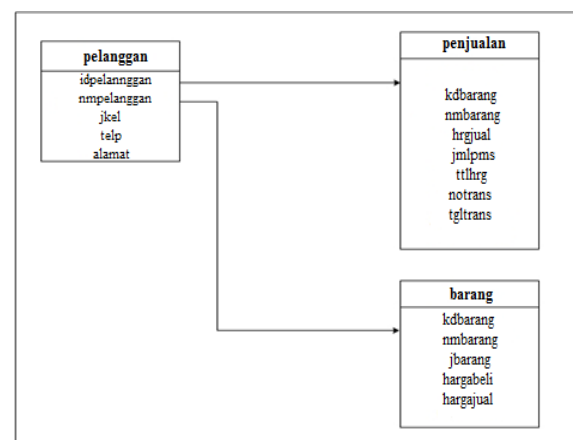 pelanggan
idpelannggan
nmpelanggan
jkel
telp
alamat
penjualan
kdbarang
nmbarang
hrgjual
jmlpms
ttlhrg
notrans
tgltrans
barang
kdbarang
nmbarang
jbarang
hargabeli
hargajual